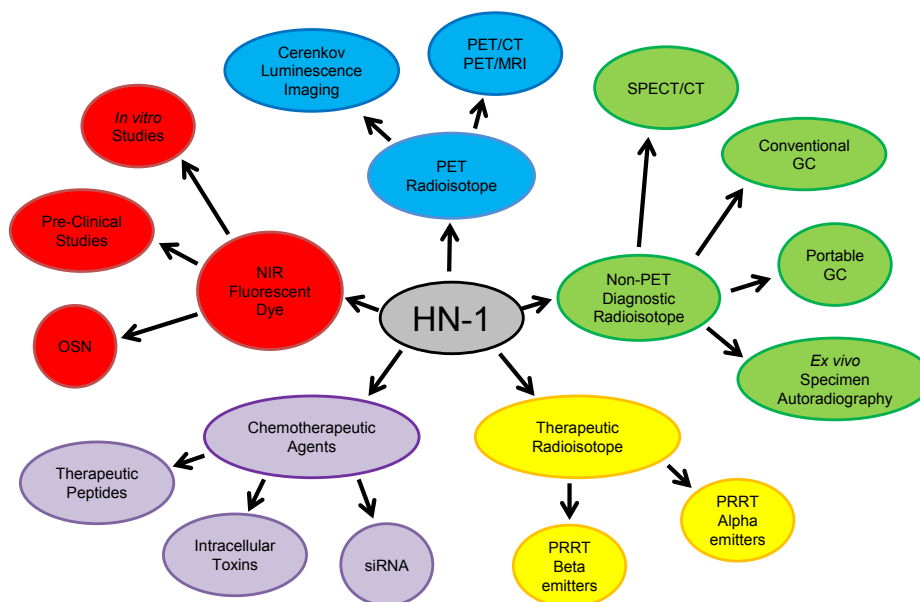 Cerenkov
Luminescence
Imaging
PET/CT
PET/MRI
SPECT/CT
In vitro
Studies
Conventional
GC
PET
Radioisotope
Pre-Clinical
Studies
NIR
Fluorescent
Dye
Non-PET
Diagnostic
Radioisotope
Portable
GC
HN-1
OSN
Ex vivo
Specimen
Autoradiography
Chemotherapeutic
Agents
Therapeutic
Radioisotope
Therapeutic
Peptides
Intracellular
Toxins
siRNA
PRRT
Beta
emitters
PRRT
Alpha
emitters